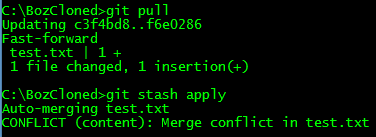 C:\BozCloned>git pull
Updating c3f4bd8..f6e0286
Fast-forward
test.txt | 1 +
1 file changed, 1 insertion(+)
C:\BozCloned>git stash apply
Auto-merging test.txt
CONFLICT (content): Merge conflict in test.txt